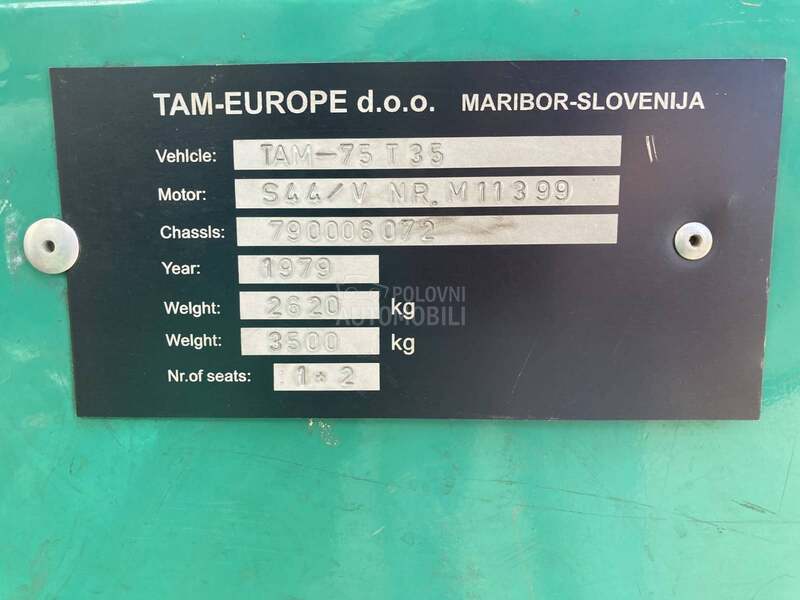 TAM-EUROPE d.o.o. MARIBOR-SLOVENIJA
Vehicle: TAM-75 T 35
Motor: S44/V NR. M11399
Chassis: 790006072
Year: 1979
POLOVNI
AUTOMOBILI
Weight: 2620 kg
Weight: 3500 kg
Nr.of seats: 1+2